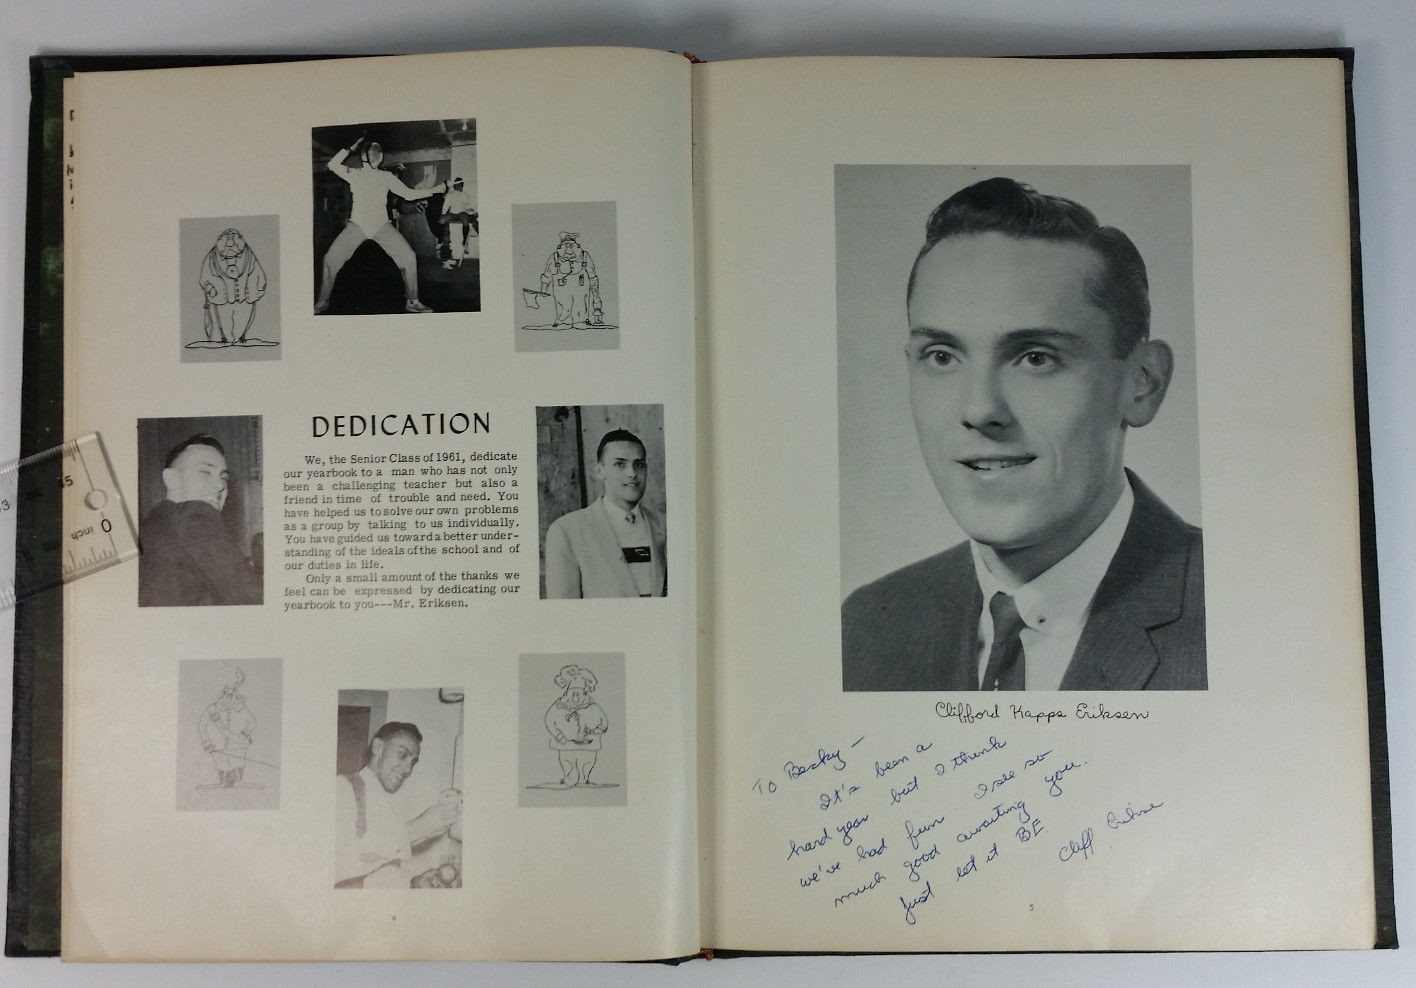 DEDICATION
We, the Senior Class of 1961, dedicate
our yearbook to a man who has not only
been a challenging teacher but also a
friend in time of trouble and need. You
have helped us to solve our own problems
as a group by talking to us individually.
You have guided us toward a better under-
standing of the ideals of the school and of
our duties in life.
Only a small amount of the thanks we
feel can be expressed by dedicating our
yearbook to you---Mr. Eriksen.
4
Clifford Kapps Eriksen
To Becky—
It's been a
hard year but I think
we've had fun. I see so
much good awaiting you.
Just let it BE.
Cliff Eriksen
5
15
0
inch